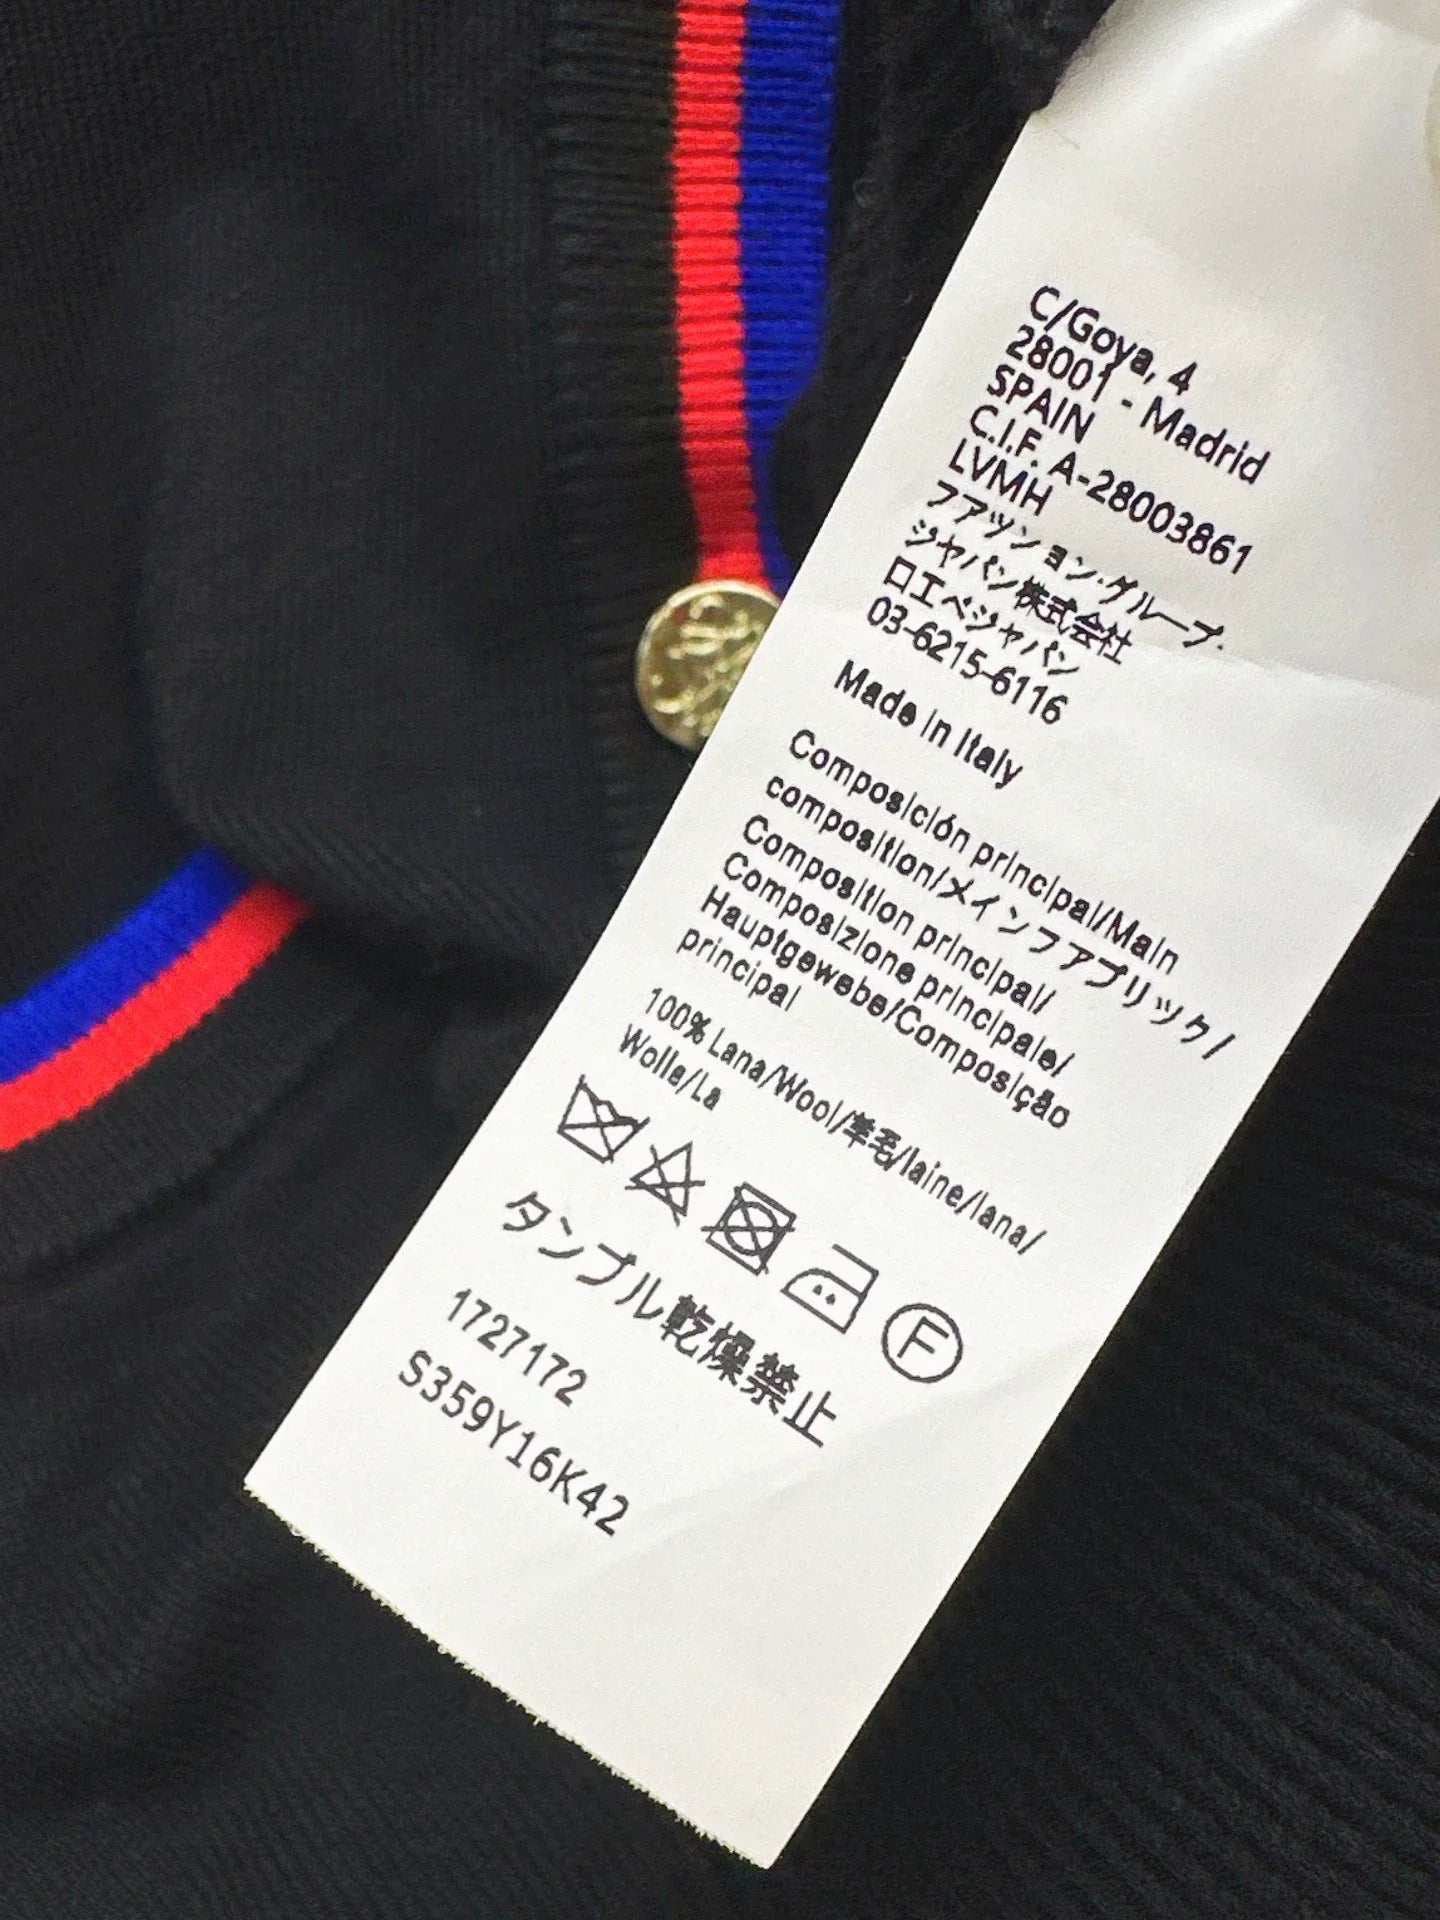 C/Goya, 4
28001 - Madrid
SPAIN
C.I.F. A-28003861
LVMH
ファッション・グループ・
ジャパン株式会社
ロエベジャパン
03-6215-6116
Made in Italy
Composición principal/Main
composition/メインファブリック/
Composition principal/
Composizione principale/
Hauptgewebe/Composição
principal
100% Lana/Wool/羊毛/laine/lana/
Wolle/La
F
タンブル乾燥禁止
1727172
S359Y16K42